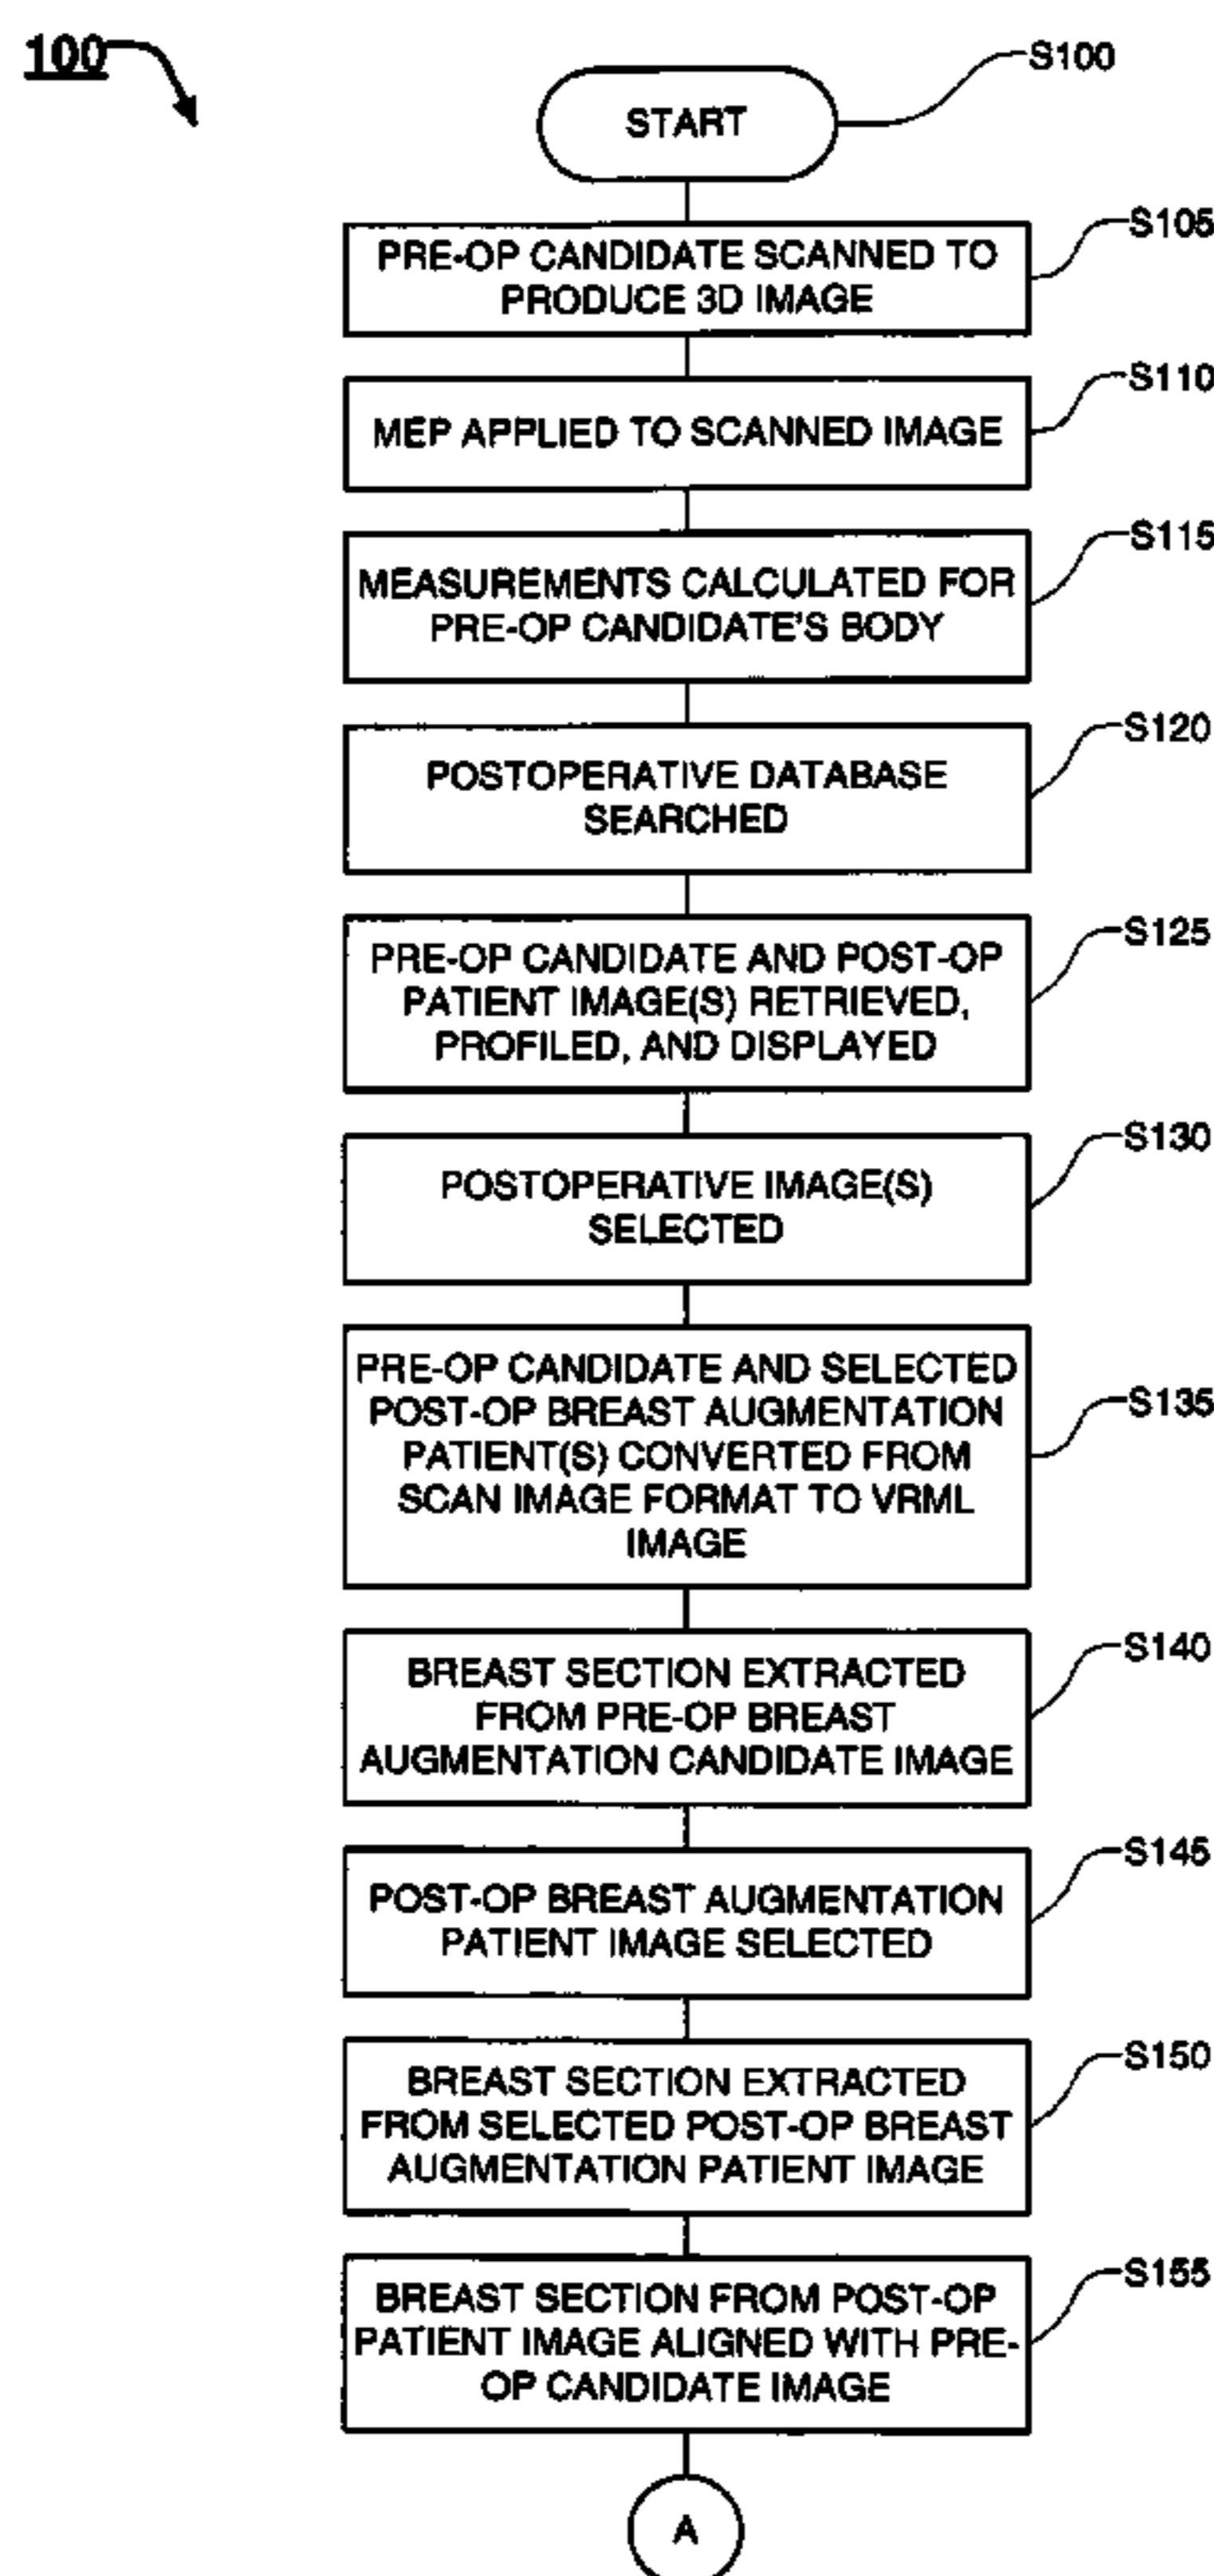 100
S100
START
S105
PRE-OP CANDIDATE SCANNED TO
PRODUCE 3D IMAGE
S110
MEP APPLIED TO SCANNED IMAGE
S115
MEASUREMENTS CALCULATED FOR
PRE-OP CANDIDATE'S BODY
S120
POSTOPERATIVE DATABASE
SEARCHED
S125
PRE-OP CANDIDATE AND POST-OP
PATIENT IMAGE(S) RETRIEVED,
PROFILED, AND DISPLAYED
S130
POSTOPERATIVE IMAGE(S)
SELECTED
S135
PRE-OP CANDIDATE AND SELECTED
POST-OP BREAST AUGMENTATION
PATIENT(S) CONVERTED FROM
SCAN IMAGE FORMAT TO VRML
IMAGE
S140
BREAST SECTION EXTRACTED
FROM PRE-OP BREAST
AUGMENTATION CANDIDATE IMAGE
S145
POST-OP BREAST AUGMENTATION
PATIENT IMAGE SELECTED
S150
BREAST SECTION EXTRACTED
FROM SELECTED POST-OP BREAST
AUGMENTATION PATIENT IMAGE
S155
BREAST SECTION FROM POST-OP
PATIENT IMAGE ALIGNED WITH PRE-
OP CANDIDATE IMAGE
A